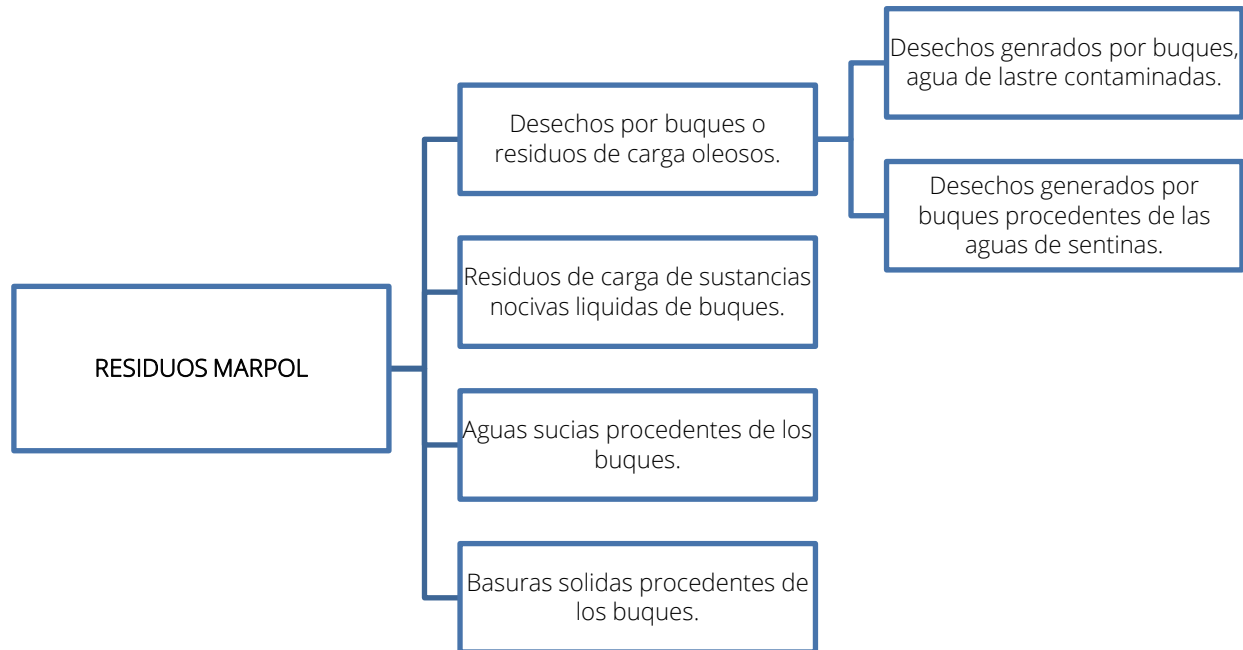 RESIDUOS MARPOL
Desechos por buques o
residuos de carga oleosos.
Desechos genrados por buques,
agua de lastre contaminadas.
Desechos generados por
buques procedentes de las
aguas de sentinas.
Residuos de carga de sustancias
nocivas liquidas de buques.
Aguas sucias procedentes de los
buques.
Basuras solidas procedentes de
los buques.